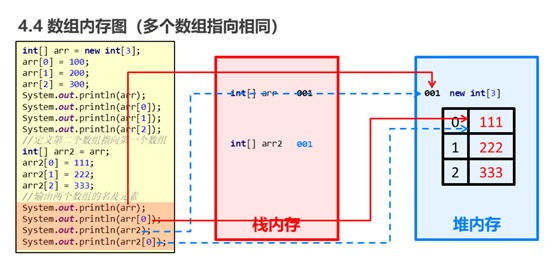 4.4 数组内存图（多个数组指向相同）
int[] arr = new int[3];
arr[0] = 100;
arr[1] = 200;
arr[2] = 300;
System.out.println(arr);
System.out.println(arr[0]);
System.out.println(arr[1]);
System.out.println(arr[2]);
//定义第二个数组指向第一个数组
int[] arr2 = arr;
arr2[0] = 111;
arr2[1] = 222;
arr2[2] = 333;
//输出两个数组的名及元素
System.out.println(arr);
System.out.println(arr[0]);
System.out.println(arr2);
System.out.println(arr2[0]);
int[] arr 001
int[] arr2 001
栈内存
001 new int[3]
0 111
1 222
2 333
堆内存